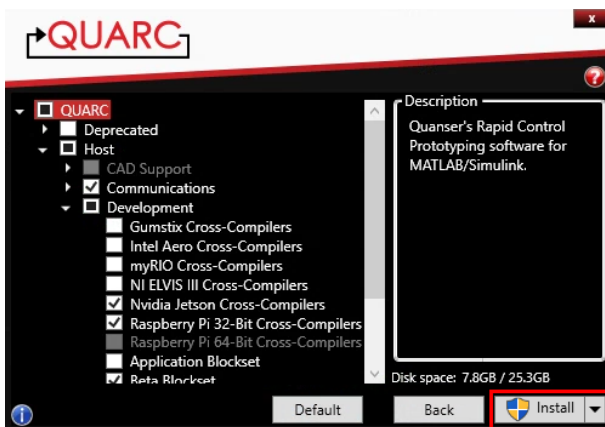 QUARC
x
?
QUARC
Deprecated
Host
CAD Support
Communications
Development
Gumstix Cross-Compilers
Intel Aero Cross-Compilers
myRIO Cross-Compilers
NI ELVIS III Cross-Compilers
Nvidia Jetson Cross-Compilers
Raspberry Pi 32-Bit Cross-Compilers
Raspberry Pi 64-Bit Cross-Compilers
Application Blockset
Beta Blockset
Description
Quanser's Rapid Control
Prototyping software for
MATLAB/Simulink.
Disk space: 7.8GB / 25.3GB
i
Default
Back
Install